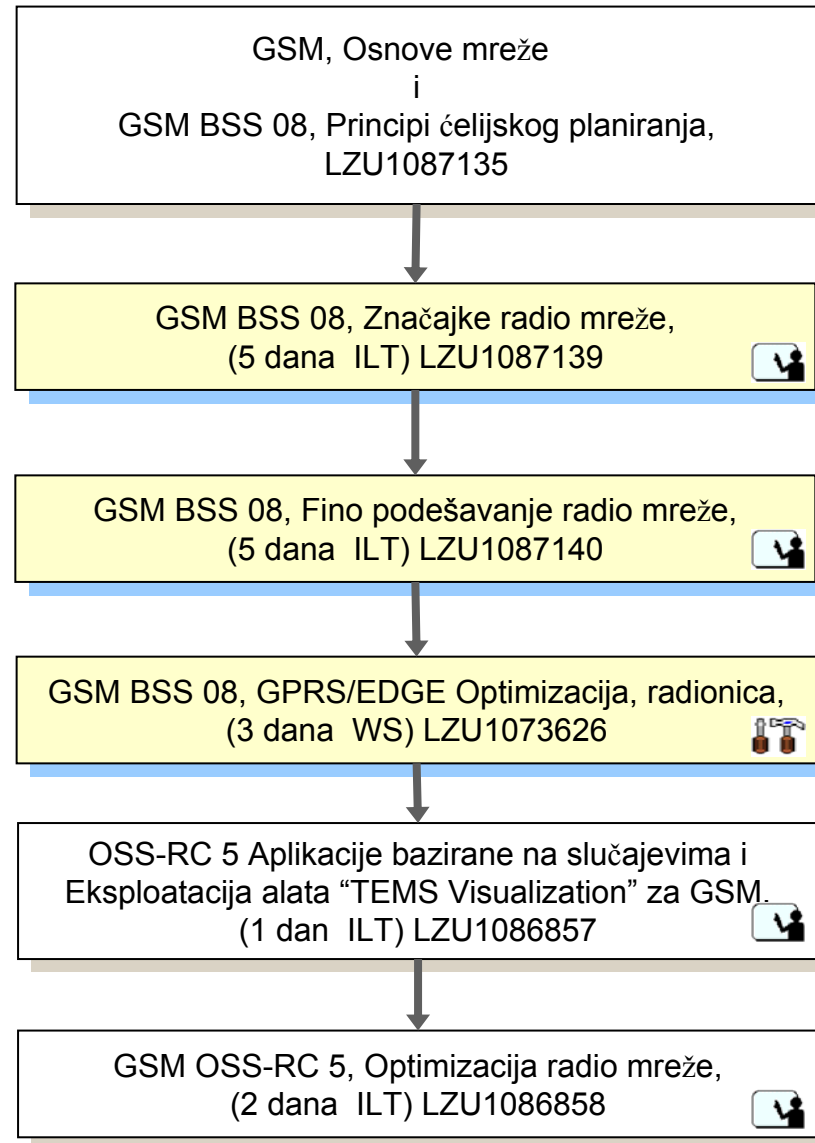 GSM, Osnove mreže
i
GSM BSS 08, Principi ćelijskog planiranja,
LZU1087135
GSM BSS 08, Značajke radio mreže,
(5 dana ILT) LZU1087139
GSM BSS 08, Fino podešavanje radio mreže,
(5 dana ILT) LZU1087140
GSM BSS 08, GPRS/EDGE Optimizacija, radionica,
(3 dana WS) LZU1073626
OSS-RC 5 Aplikacije bazirane na slučajevima i
Eksploatacija alata “TEMS Visualization” za GSM.
(1 dan ILT) LZU1086857
GSM OSS-RC 5, Optimizacija radio mreže,
(2 dana ILT) LZU1086858